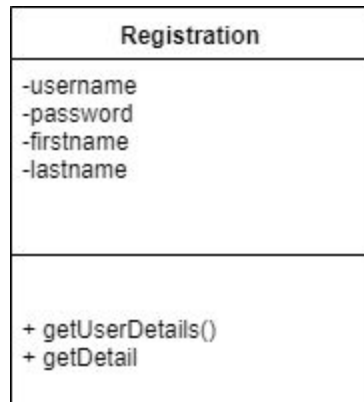 Registration
-username
-password
-firstname
-lastname
+ getUserDetails()
+ getDetail